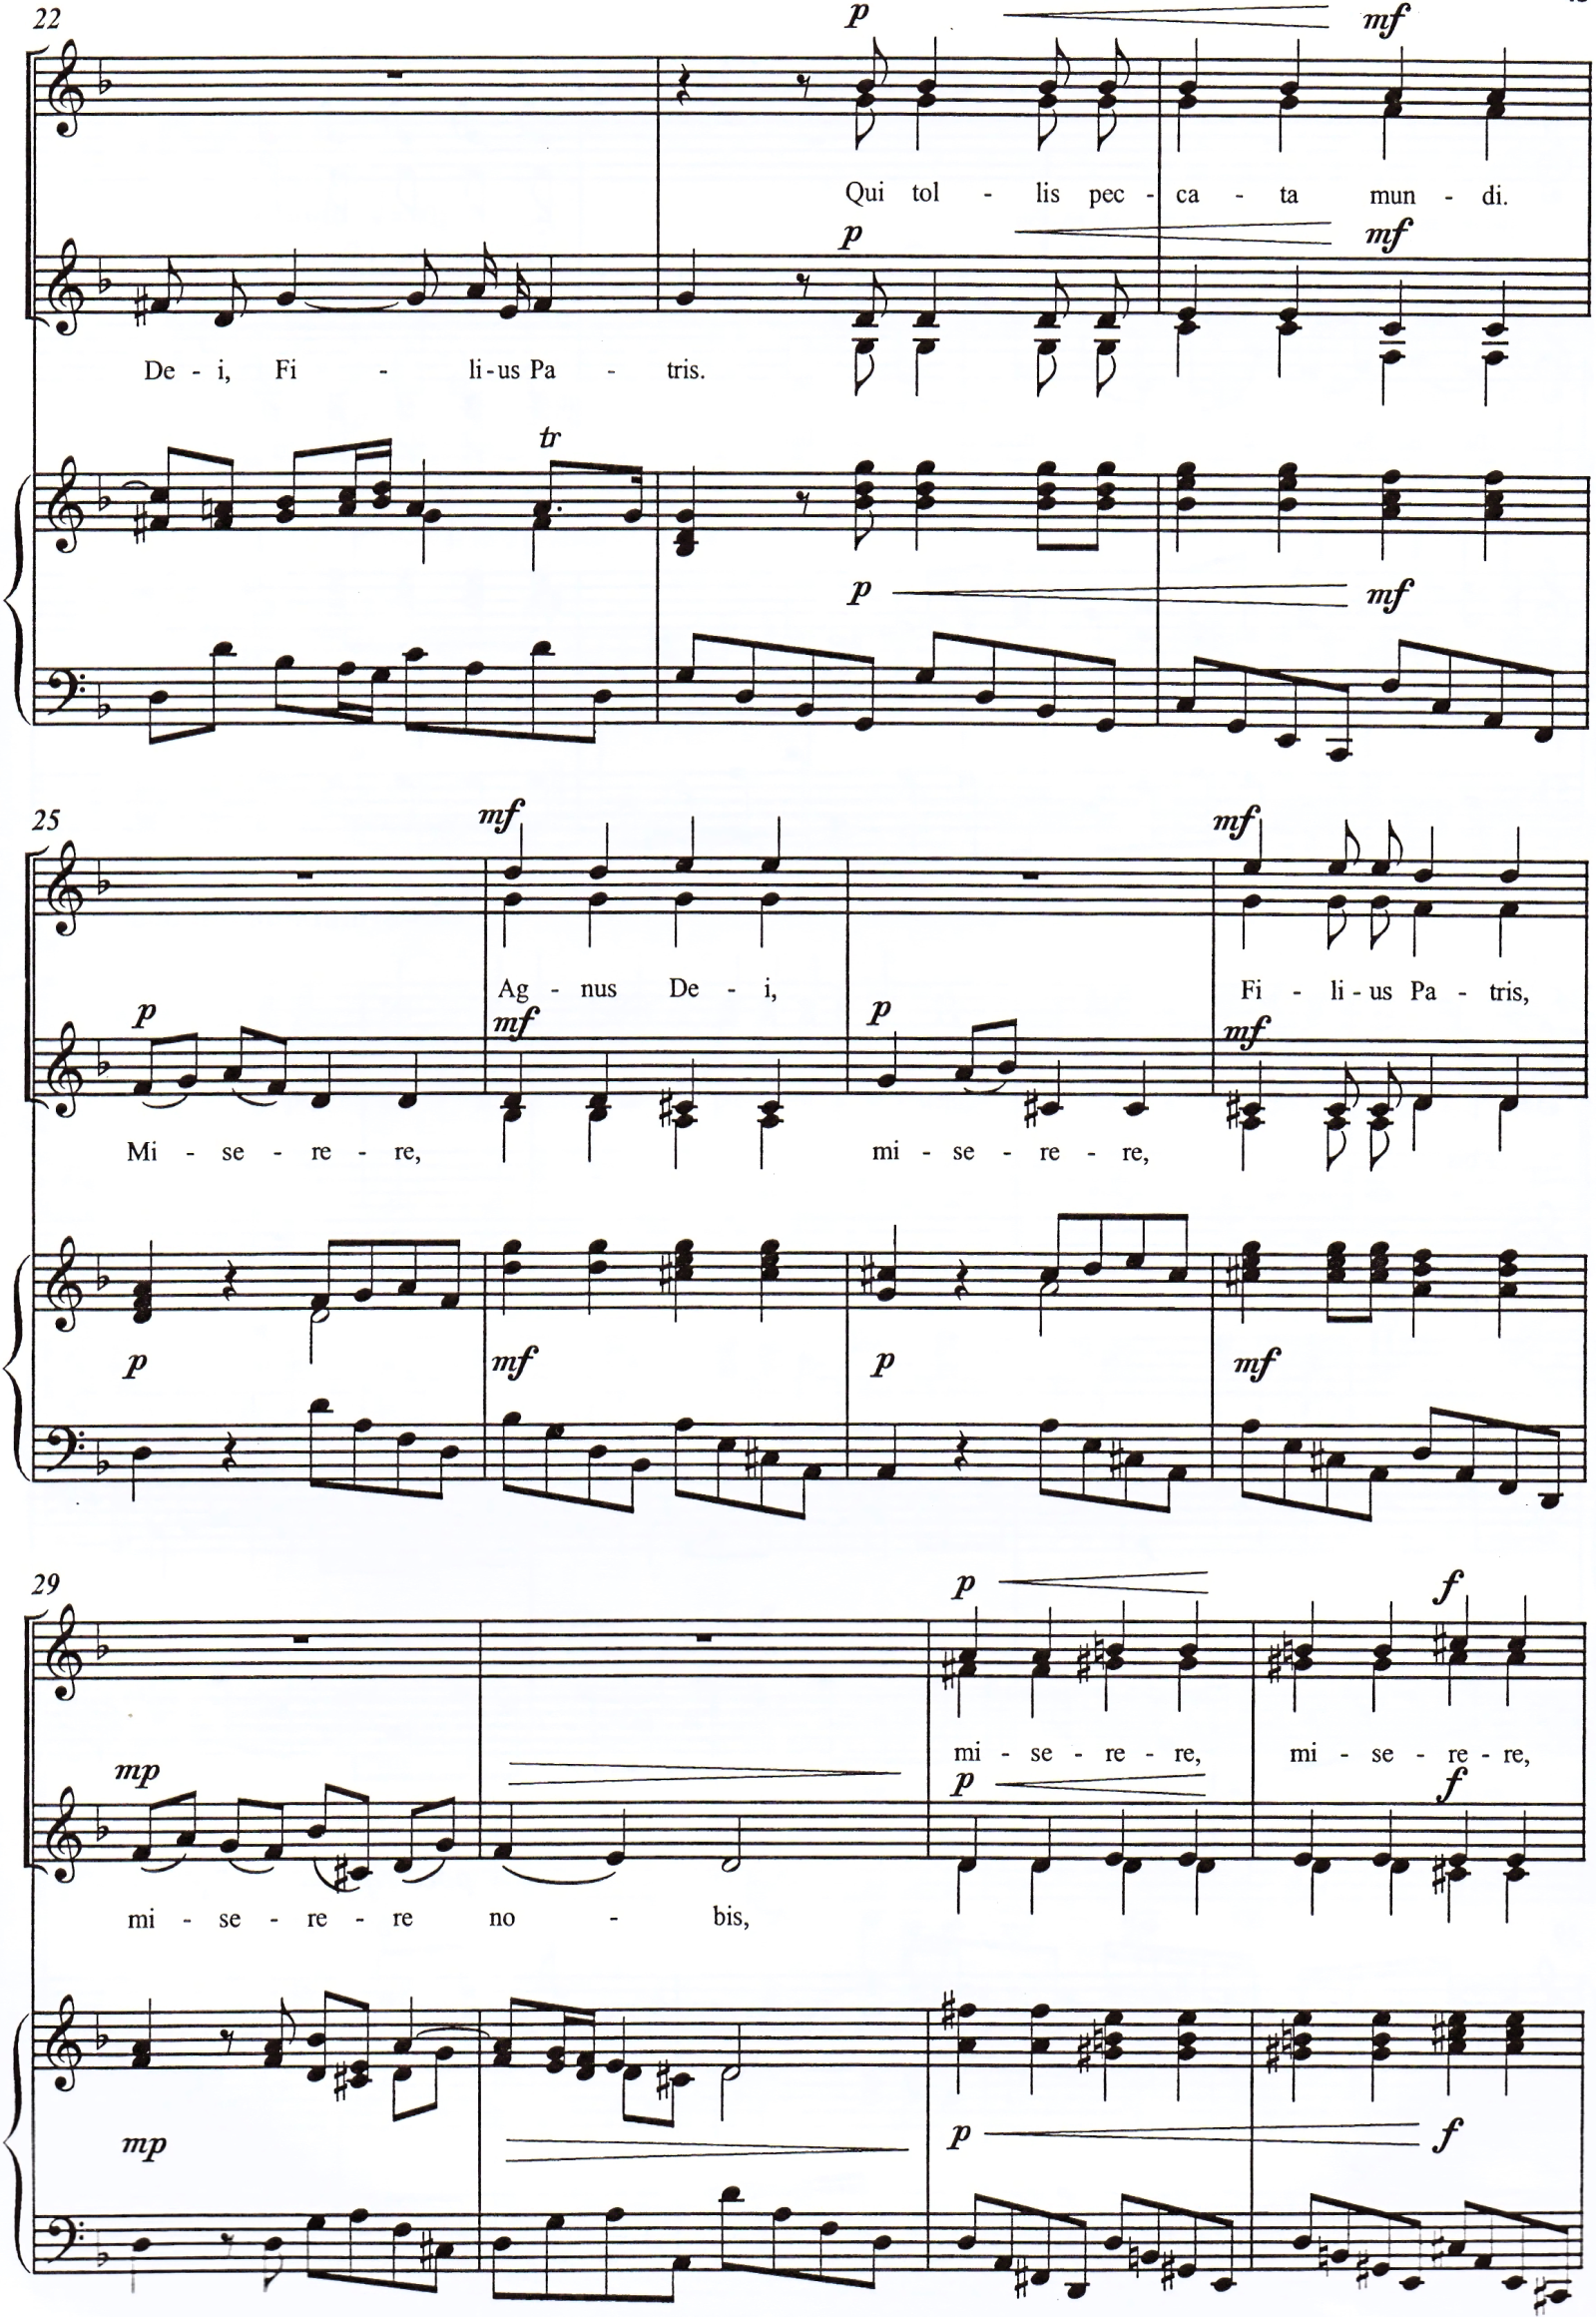 22
p mf
Qui tol - lis pec - ca - ta mun - di.
p mf
De - i, Fi - li - us Pa - tris.
tr
p mf
25
mf mf
Ag - nus De - i, Fi - li - us Pa - tris,
p mf p mf
Mi - se - re - re, mi - se - re - re,
p mf p mf
29
p f
mi - se - re - re, mi - se - re - re,
mp p f
mi - se - re - re no - bis,
mp p f